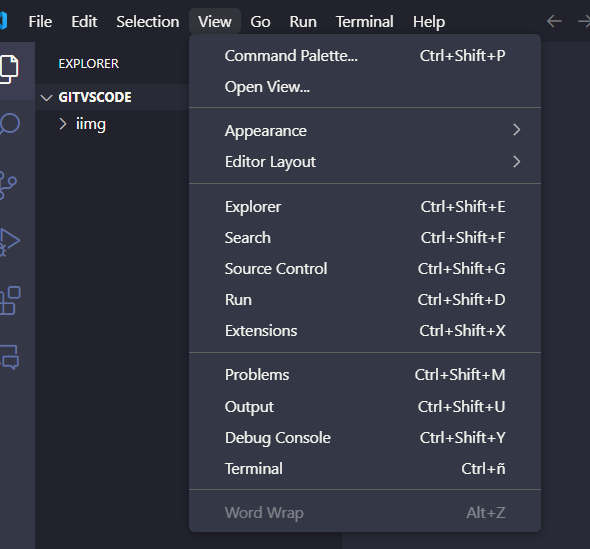 File Edit Selection View Go Run Terminal Help
EXPLORER
GITVSCODE
iimg
Command Palette... Ctrl+Shift+P
Open View...
Appearance
Editor Layout
Explorer Ctrl+Shift+E
Search Ctrl+Shift+F
Source Control Ctrl+Shift+G
Run Ctrl+Shift+D
Extensions Ctrl+Shift+X
Problems Ctrl+Shift+M
Output Ctrl+Shift+U
Debug Console Ctrl+Shift+Y
Terminal Ctrl+ñ
Word Wrap Alt+Z